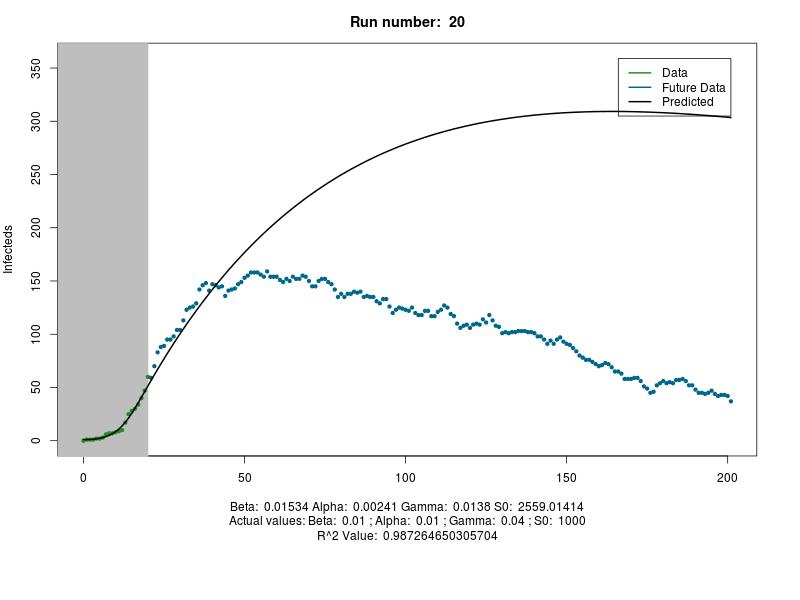 Run number: 20
350
300
250
200
150
100
50
0
Infecteds
Data
Future Data
Predicted
0
50
100
150
200
Beta: 0.01534 Alpha: 0.00241 Gamma: 0.0138 S0: 2559.01414
Actual values: Beta: 0.01 ; Alpha: 0.01 ; Gamma: 0.04 ; S0: 1000
R^2 Value: 0.987264650305704